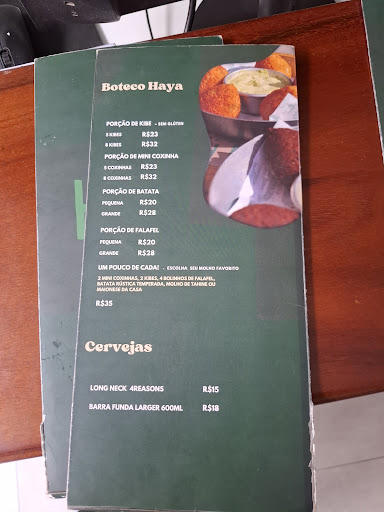 Boteco Haya
PORÇÃO DE KIBE - SEM GLÚTEN
5 KIBES R$23
8 KIBES R$32
PORÇÃO DE MINI COXINHA
5 COXINHAS R$23
8 COXINHAS R$32
PORÇÃO DE BATATA
PEQUENA R$20
GRANDE R$28
PORÇÃO DE FALAFEL
PEQUENA R$20
GRANDE R$28
UM POUCO DE CADA! - ESCOLHA SEU MOLHO FAVORITO
2 MINI COXINHAS, 2 KIBES, 4 BOLINHOS DE FALAFEL,
BATATA RÚSTICA TEMPERADA, MOLHO DE TAHINE OU
MAIONESE DA CASA
R$35
Cervejas
LONG NECK 4REASONS R$15
BARRA FUNDA LARGER 600ML R$18